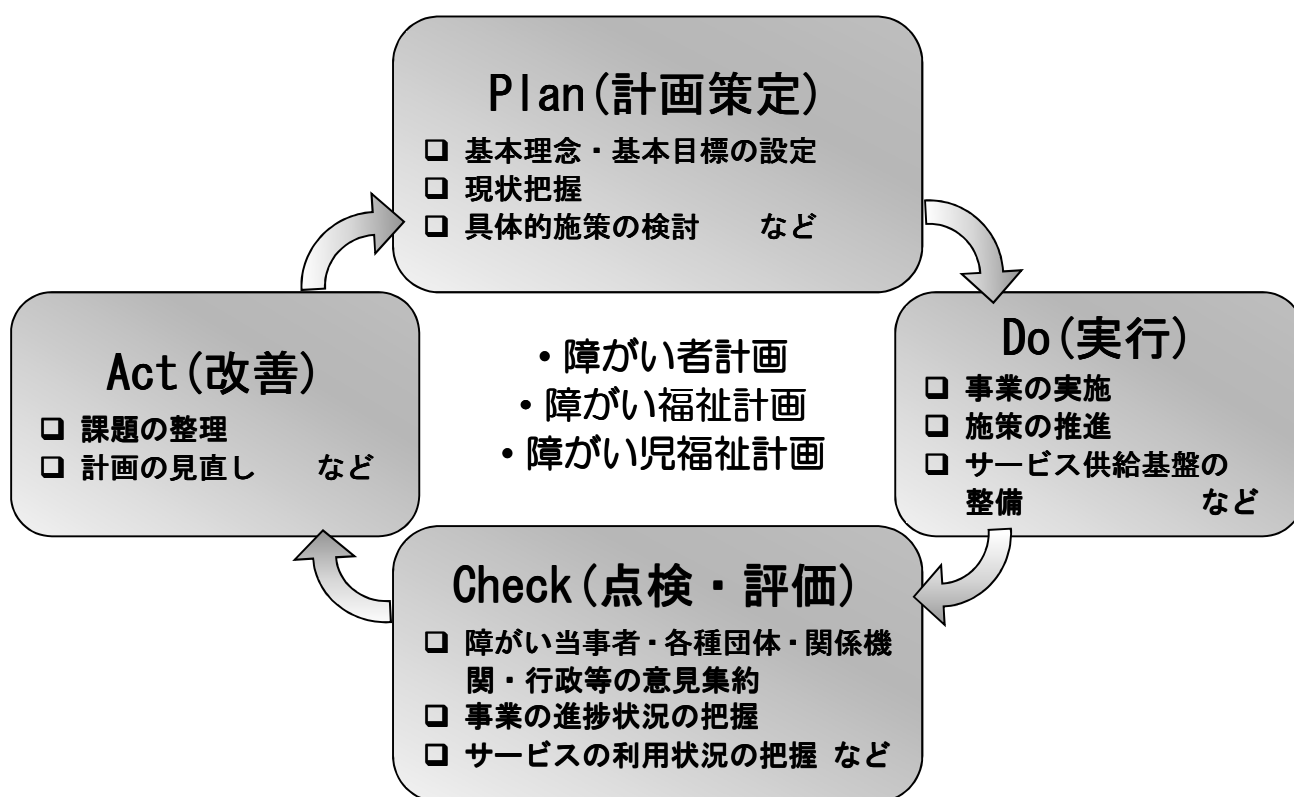 Plan(計画策定)
❑ 基本理念・基本目標の設定
❑ 現状把握
❑ 具体的施策の検討　　など
Act(改善)
❑ 課題の整理
❑ 計画の見直し　　など
・障がい者計画
・障がい福祉計画
・障がい児福祉計画
Do(実行)
❑ 事業の実施
❑ 施策の推進
❑ サービス供給基盤の
整備　　　　　　など
Check(点検・評価)
❑ 障がい当事者・各種団体・関係機
関・行政等の意見集約
❑ 事業の進捗状況の把握
❑ サービスの利用状況の把握 など